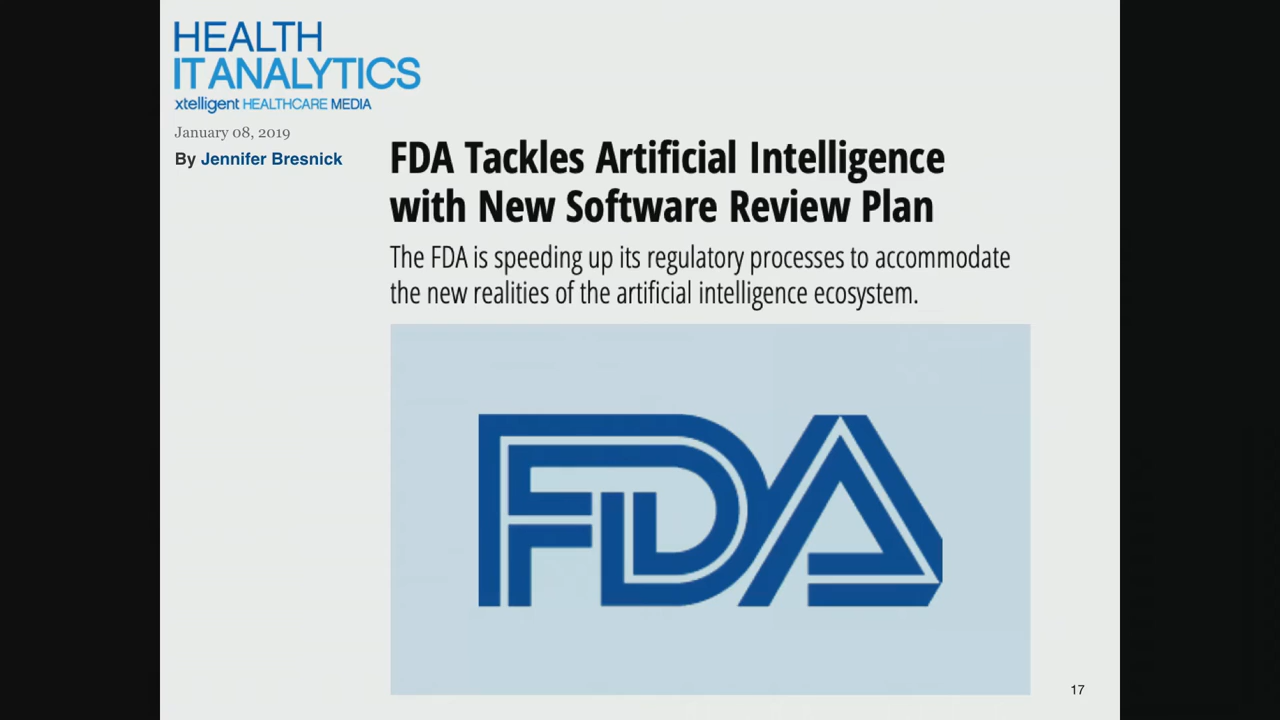 HEALTH
IT ANALYTICS
xtelligent HEALTHCARE MEDIA
January 08, 2019
By Jennifer Bresnick
FDA Tackles Artificial Intelligence
with New Software Review Plan
The FDA is speeding up its regulatory processes to accommodate
the new realities of the artificial intelligence ecosystem.
FDA
17